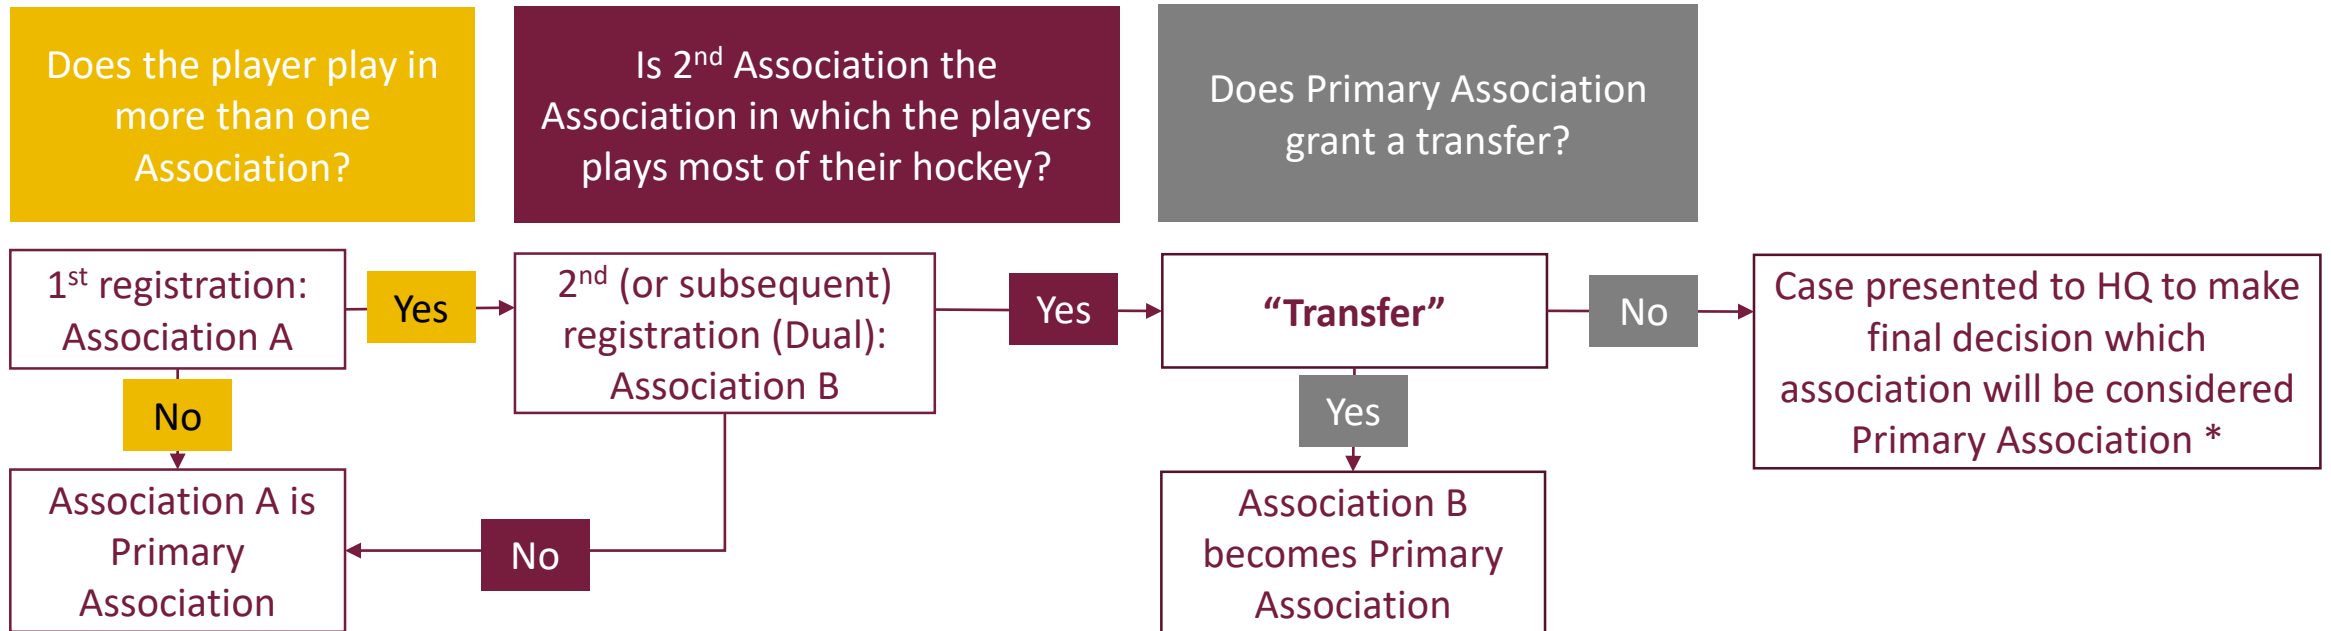 Does the player play in
more than one
Association?
Is 2nd Association the
Association in which the players
plays most of their hockey?
Does Primary Association
grant a transfer?
1st registration:
Association A
Yes
2nd (or subsequent)
registration (Dual):
Association B
Yes
“Transfer”
No
Case presented to HQ to make
final decision which
association will be considered
Primary Association *
No
Yes
Association A is
Primary
Association
No
Association B
becomes Primary
Association